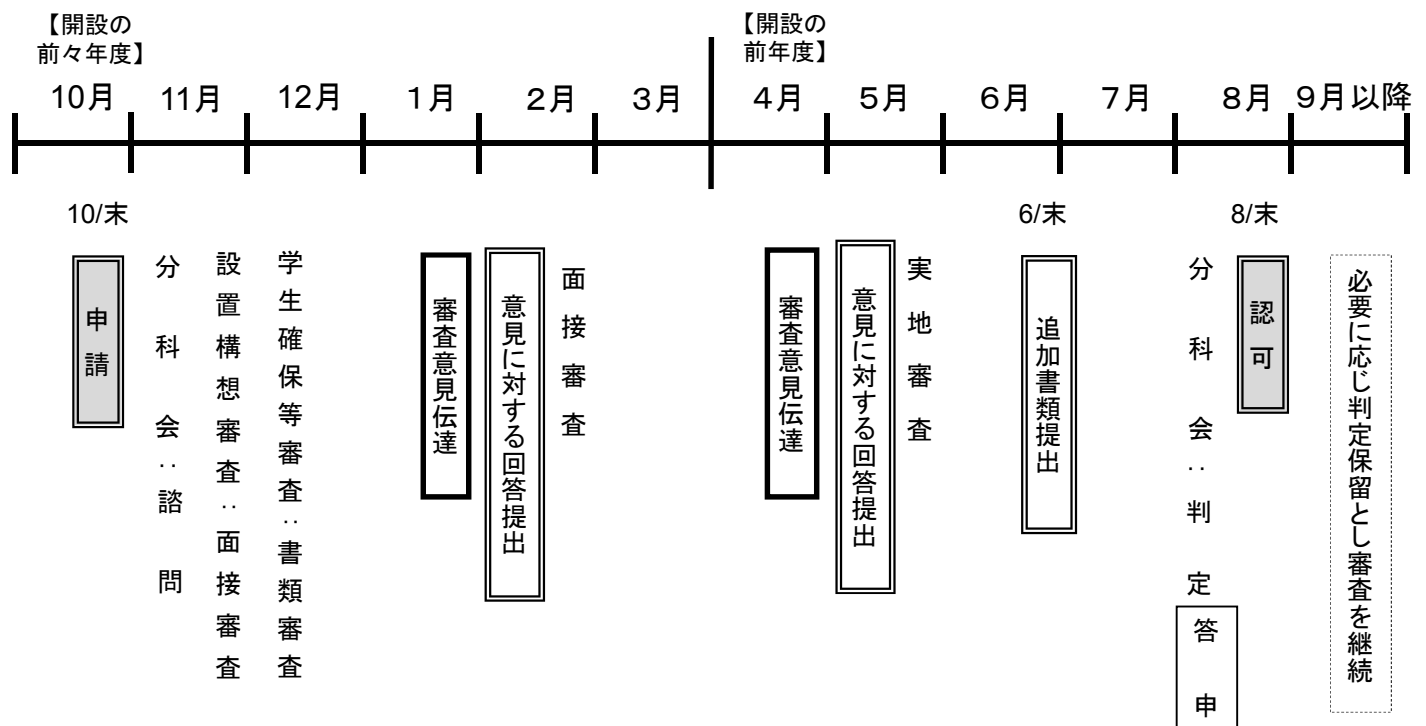 【開設の
前々年度】
【開設の
前年度】
10月
11月
12月
1月
2月
3月
4月
5月
6月
7月
8月
9月以降
10/末
6/末
8/末
申請
分科会：諮問
設置構想審査：面接審査
学生確保等審査：書類審査
審査意見伝達
意見に対する回答提出
面接審査
審査意見伝達
意見に対する回答提出
実地審査
追加書類提出
分科会：判定
答申
認可
必要に応じ判定保留とし審査を継続